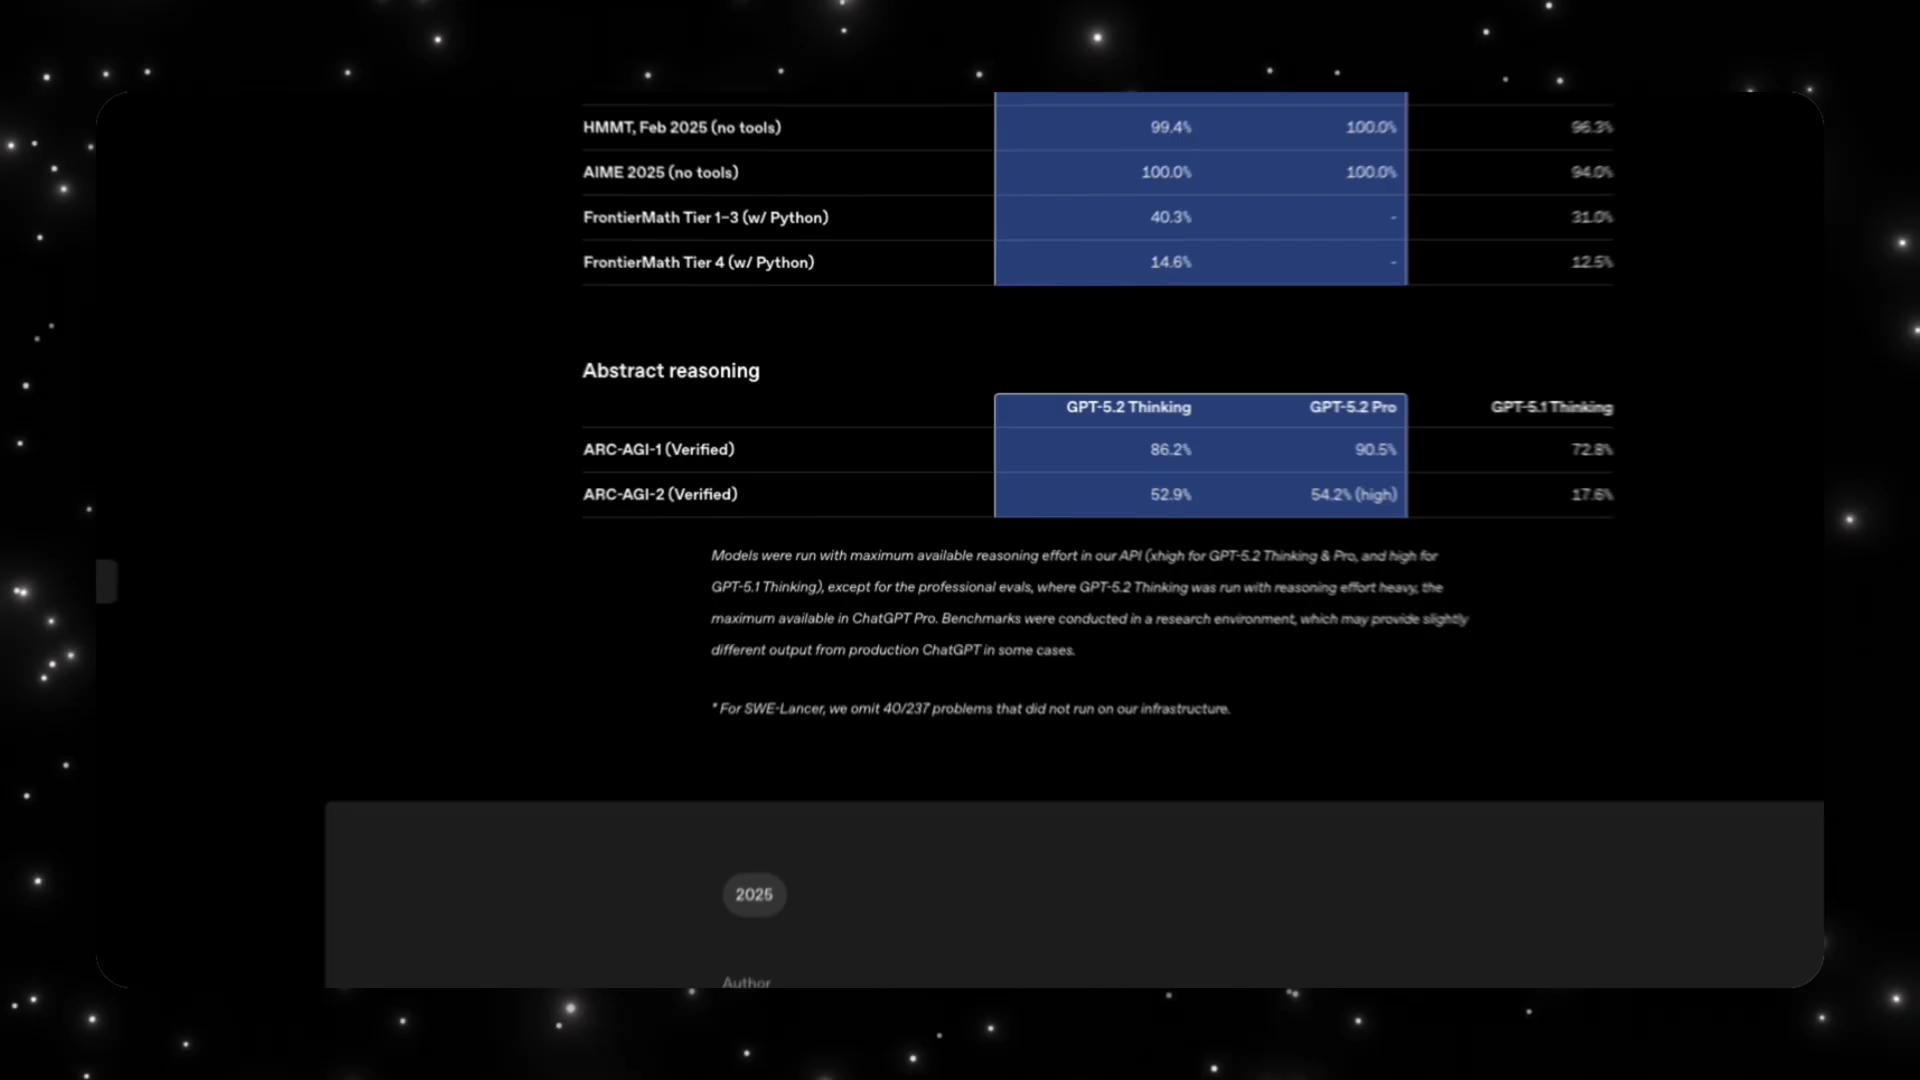 HMMT, Feb 2025 (no tools) 99.4% 100.0% 96.3%
AIME 2025 (no tools) 100.0% 100.0% 94.0%
FrontierMath Tier 1–3 (w/ Python) 40.3% - 31.0%
FrontierMath Tier 4 (w/ Python) 14.6% - 12.5%
Abstract reasoning
GPT-5.2 Thinking GPT-5.2 Pro GPT-5.1 Thinking
ARC-AGI-1 (Verified) 86.2% 90.5% 72.8%
ARC-AGI-2 (Verified) 52.9% 54.2% (high) 17.6%
Models were run with maximum available reasoning effort in our API (xhigh for GPT-5.2 Thinking & Pro, and high for
GPT-5.1 Thinking), except for the professional evals, where GPT-5.2 Thinking was run with reasoning effort heavy, the
maximum available in ChatGPT Pro. Benchmarks were conducted in a research environment, which may provide slightly
different output from production ChatGPT in some cases.
* For SWE-Lancer, we omit 40/237 problems that did not run on our infrastructure.
2025
Author